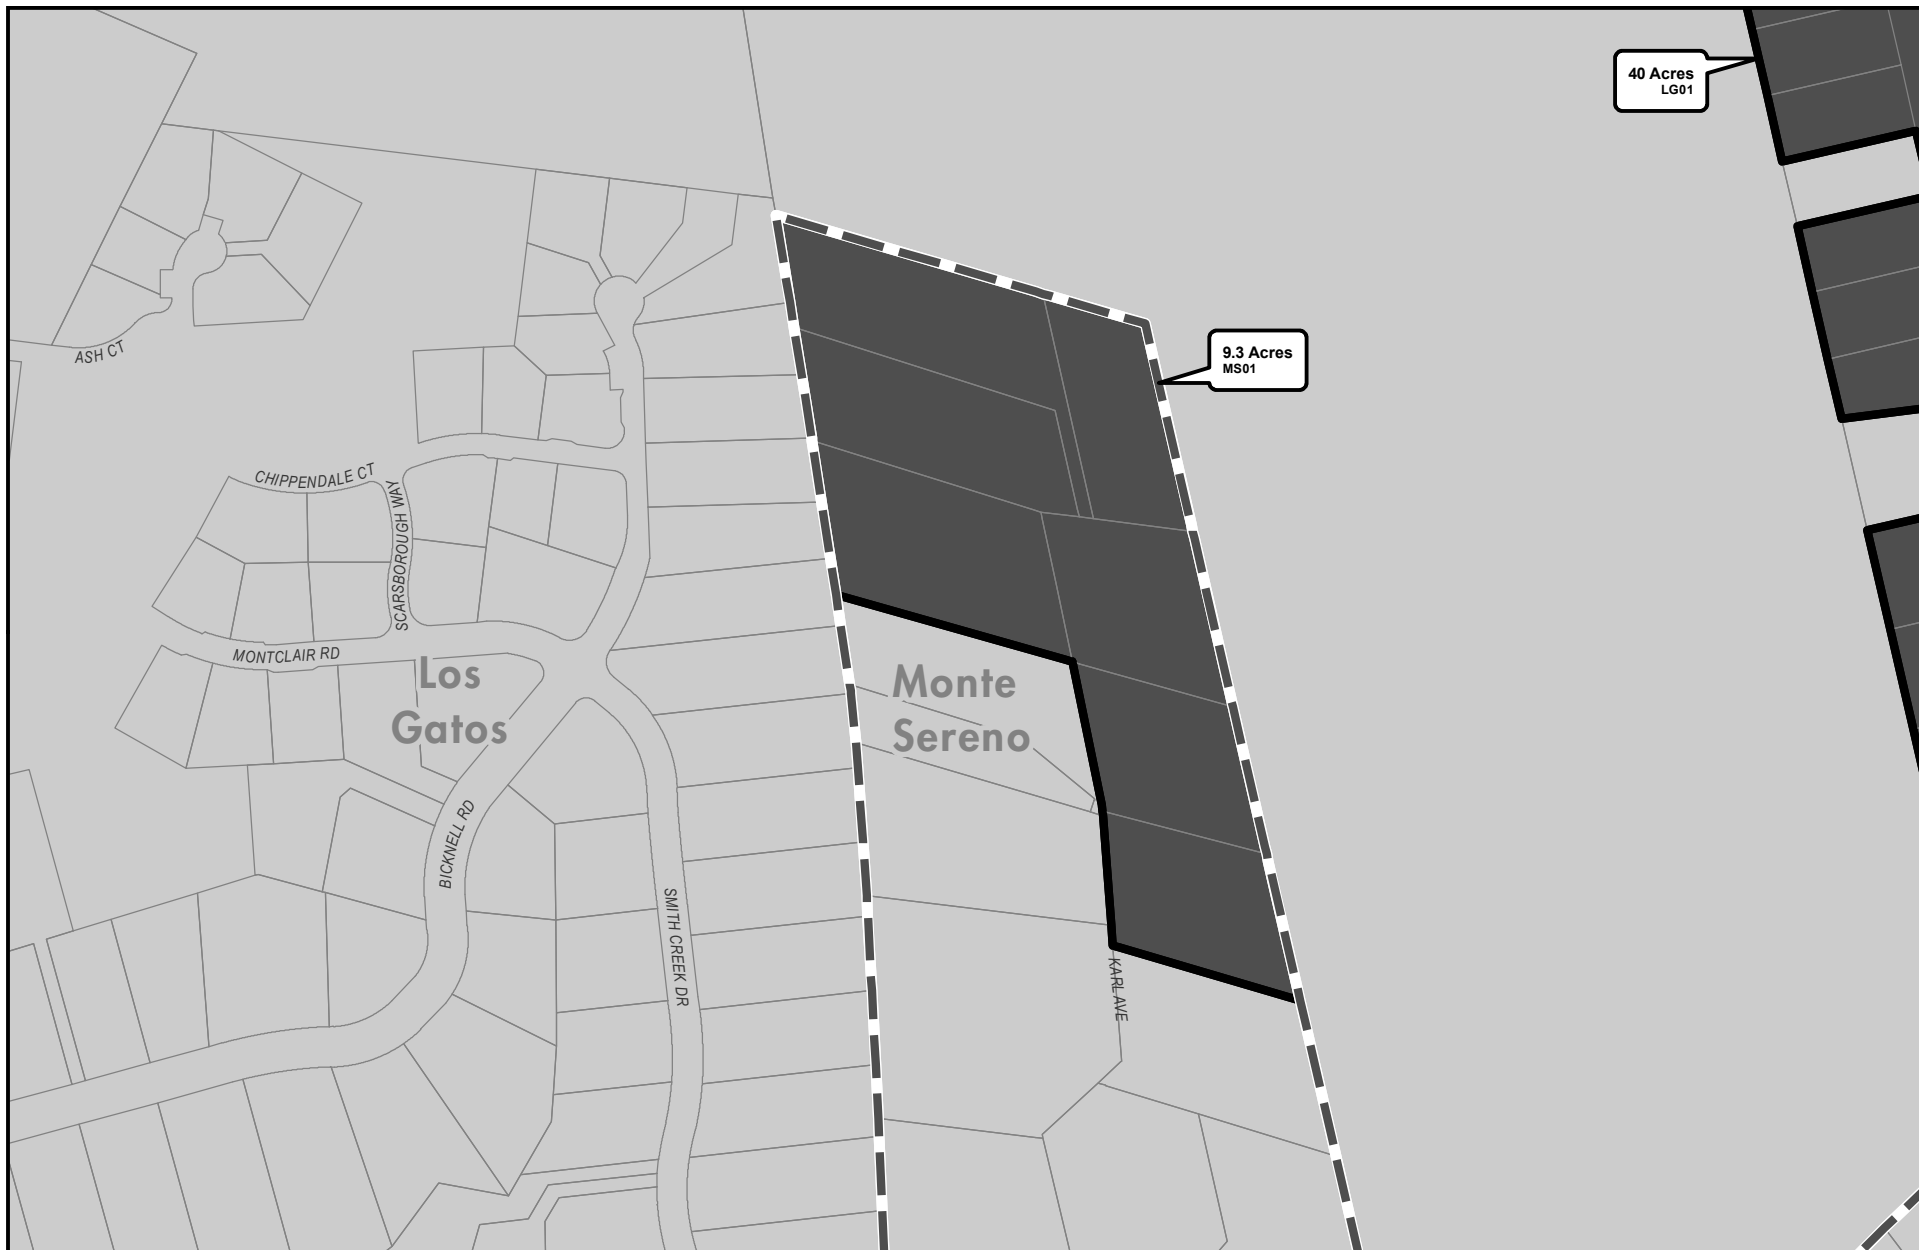 40 Acres
LG01
9.3 Acres
MS01
ASH CT
CHIPPENDALE CT
SCARSBOROUGH WAY
MONTCLAIR RD
Los
Gatos
Monte
Sereno
BICKNELL RD
SMITH CREEK DR
KARL AVE